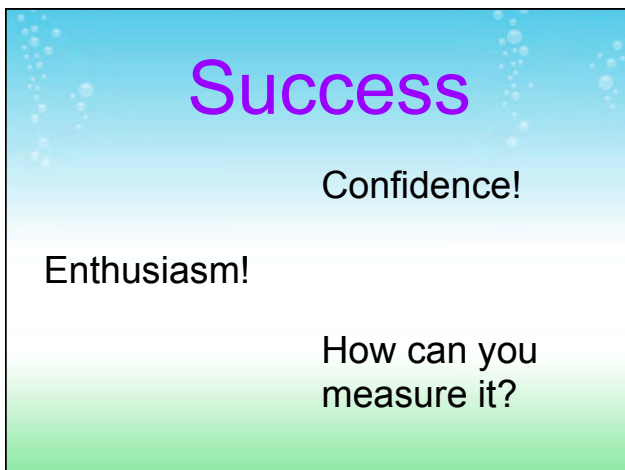 Success
Confidence!
Enthusiasm!
How can you
measure it?